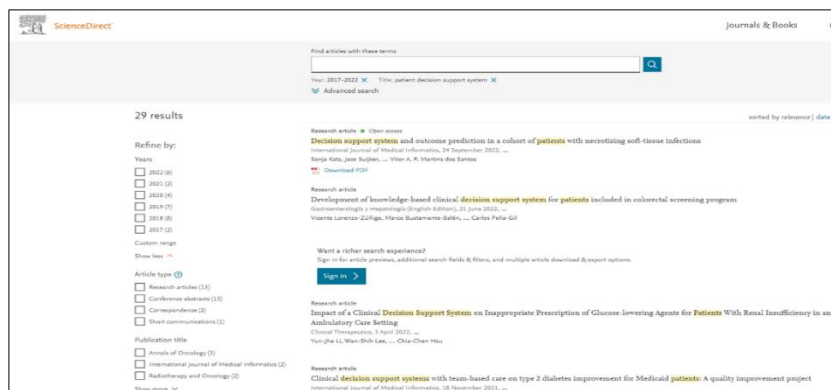 ScienceDirect
Journals & Books
Find articles with these terms
Year: 2017-2022 Title: patient decision support system
Advanced search
29 results
sorted by relevance | date
Refine by:
Years
2022 (6)
2021 (2)
2020 (4)
2019 (7)
2018 (8)
2017 (2)
Custom range
Show less
Article type
Research articles (13)
Conference abstracts (13)
Correspondence (2)
Short communications (1)
Publication title
Annals of Oncology (3)
International Journal of Medical Informatics (2)
Radiotherapy and Oncology (2)
Show more
Research article Open access
Decision support system and outcome prediction in a cohort of patients with necrotizing soft-tissue infections
International Journal of Medical Informatics, 24 September 2022, ...
Sonja Katz, Jaco Suijker, ... Vitor A. P. Martins dos Santos
Download PDF
Research article
Development of knowledge-based clinical decision support system for patients included in colorectal screening program
Gastroenterología y Hepatología (English Edition), 21 June 2022, ...
Vicente Lorenzo-Zúñiga, Marco Bustamante-Balén, ... Carles Peña-Gil
Want a richer search experience?
Sign in for article previews, additional search fields & filters, and multiple article download & export options.
Sign in
Research article
Impact of a Clinical Decision Support System on Inappropriate Prescription of Glucose-lowering Agents for Patients With Renal Insufficiency in an
Ambulatory Care Setting
Clinical Therapeutics, 3 April 2022, ...
Yun-Jhe Li, Wan-Shih Lee, ... Chia-Chen Hsu
Research article
Clinical decision support systems with team-based care on type 2 diabetes improvement for Medicaid patients: A quality improvement project
International Journal of Medical Informatics, 18 November 2021, ...